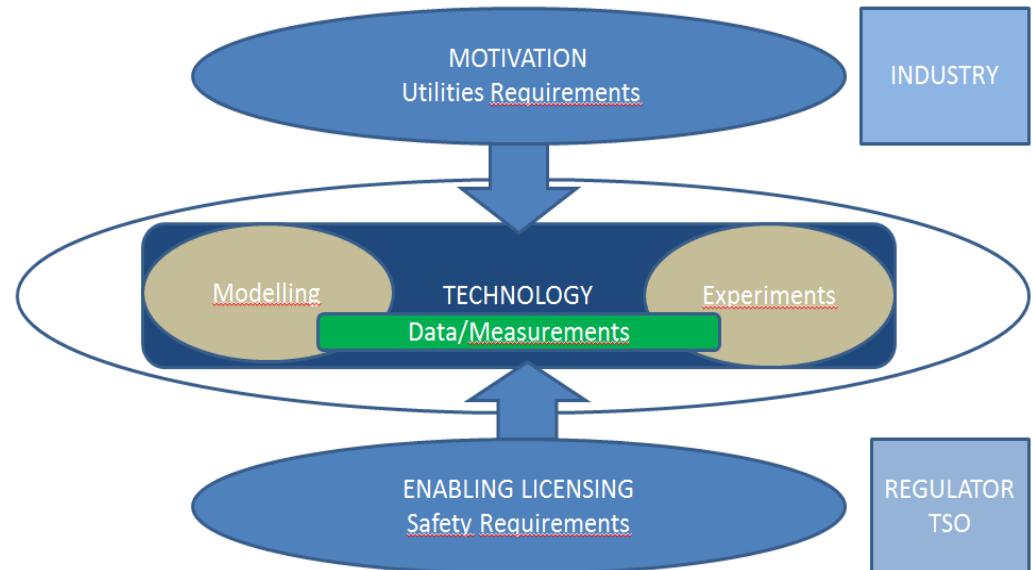 MOTIVATION
Utilities Requirements
INDUSTRY
Modelling
TECHNOLOGY
Experiments
Data/Measurements
ENABLING LICENSING
Safety Requirements
REGULATOR
TSO